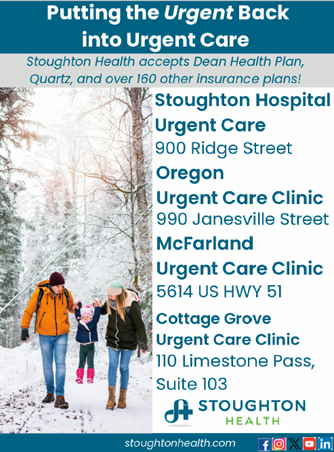 Putting the Urgent Back
into Urgent Care
Stoughton Health accepts Dean Health Plan,
Quartz, and over 160 other insurance plans!
Stoughton Hospital
Urgent Care
900 Ridge Street
Oregon
Urgent Care Clinic
990 Janesville Street
McFarland
Urgent Care Clinic
5614 US HWY 51
Cottage Grove
Urgent Care Clinic
110 Limestone Pass,
Suite 103
STOUGHTON
HEALTH
stoughtonhealth.com